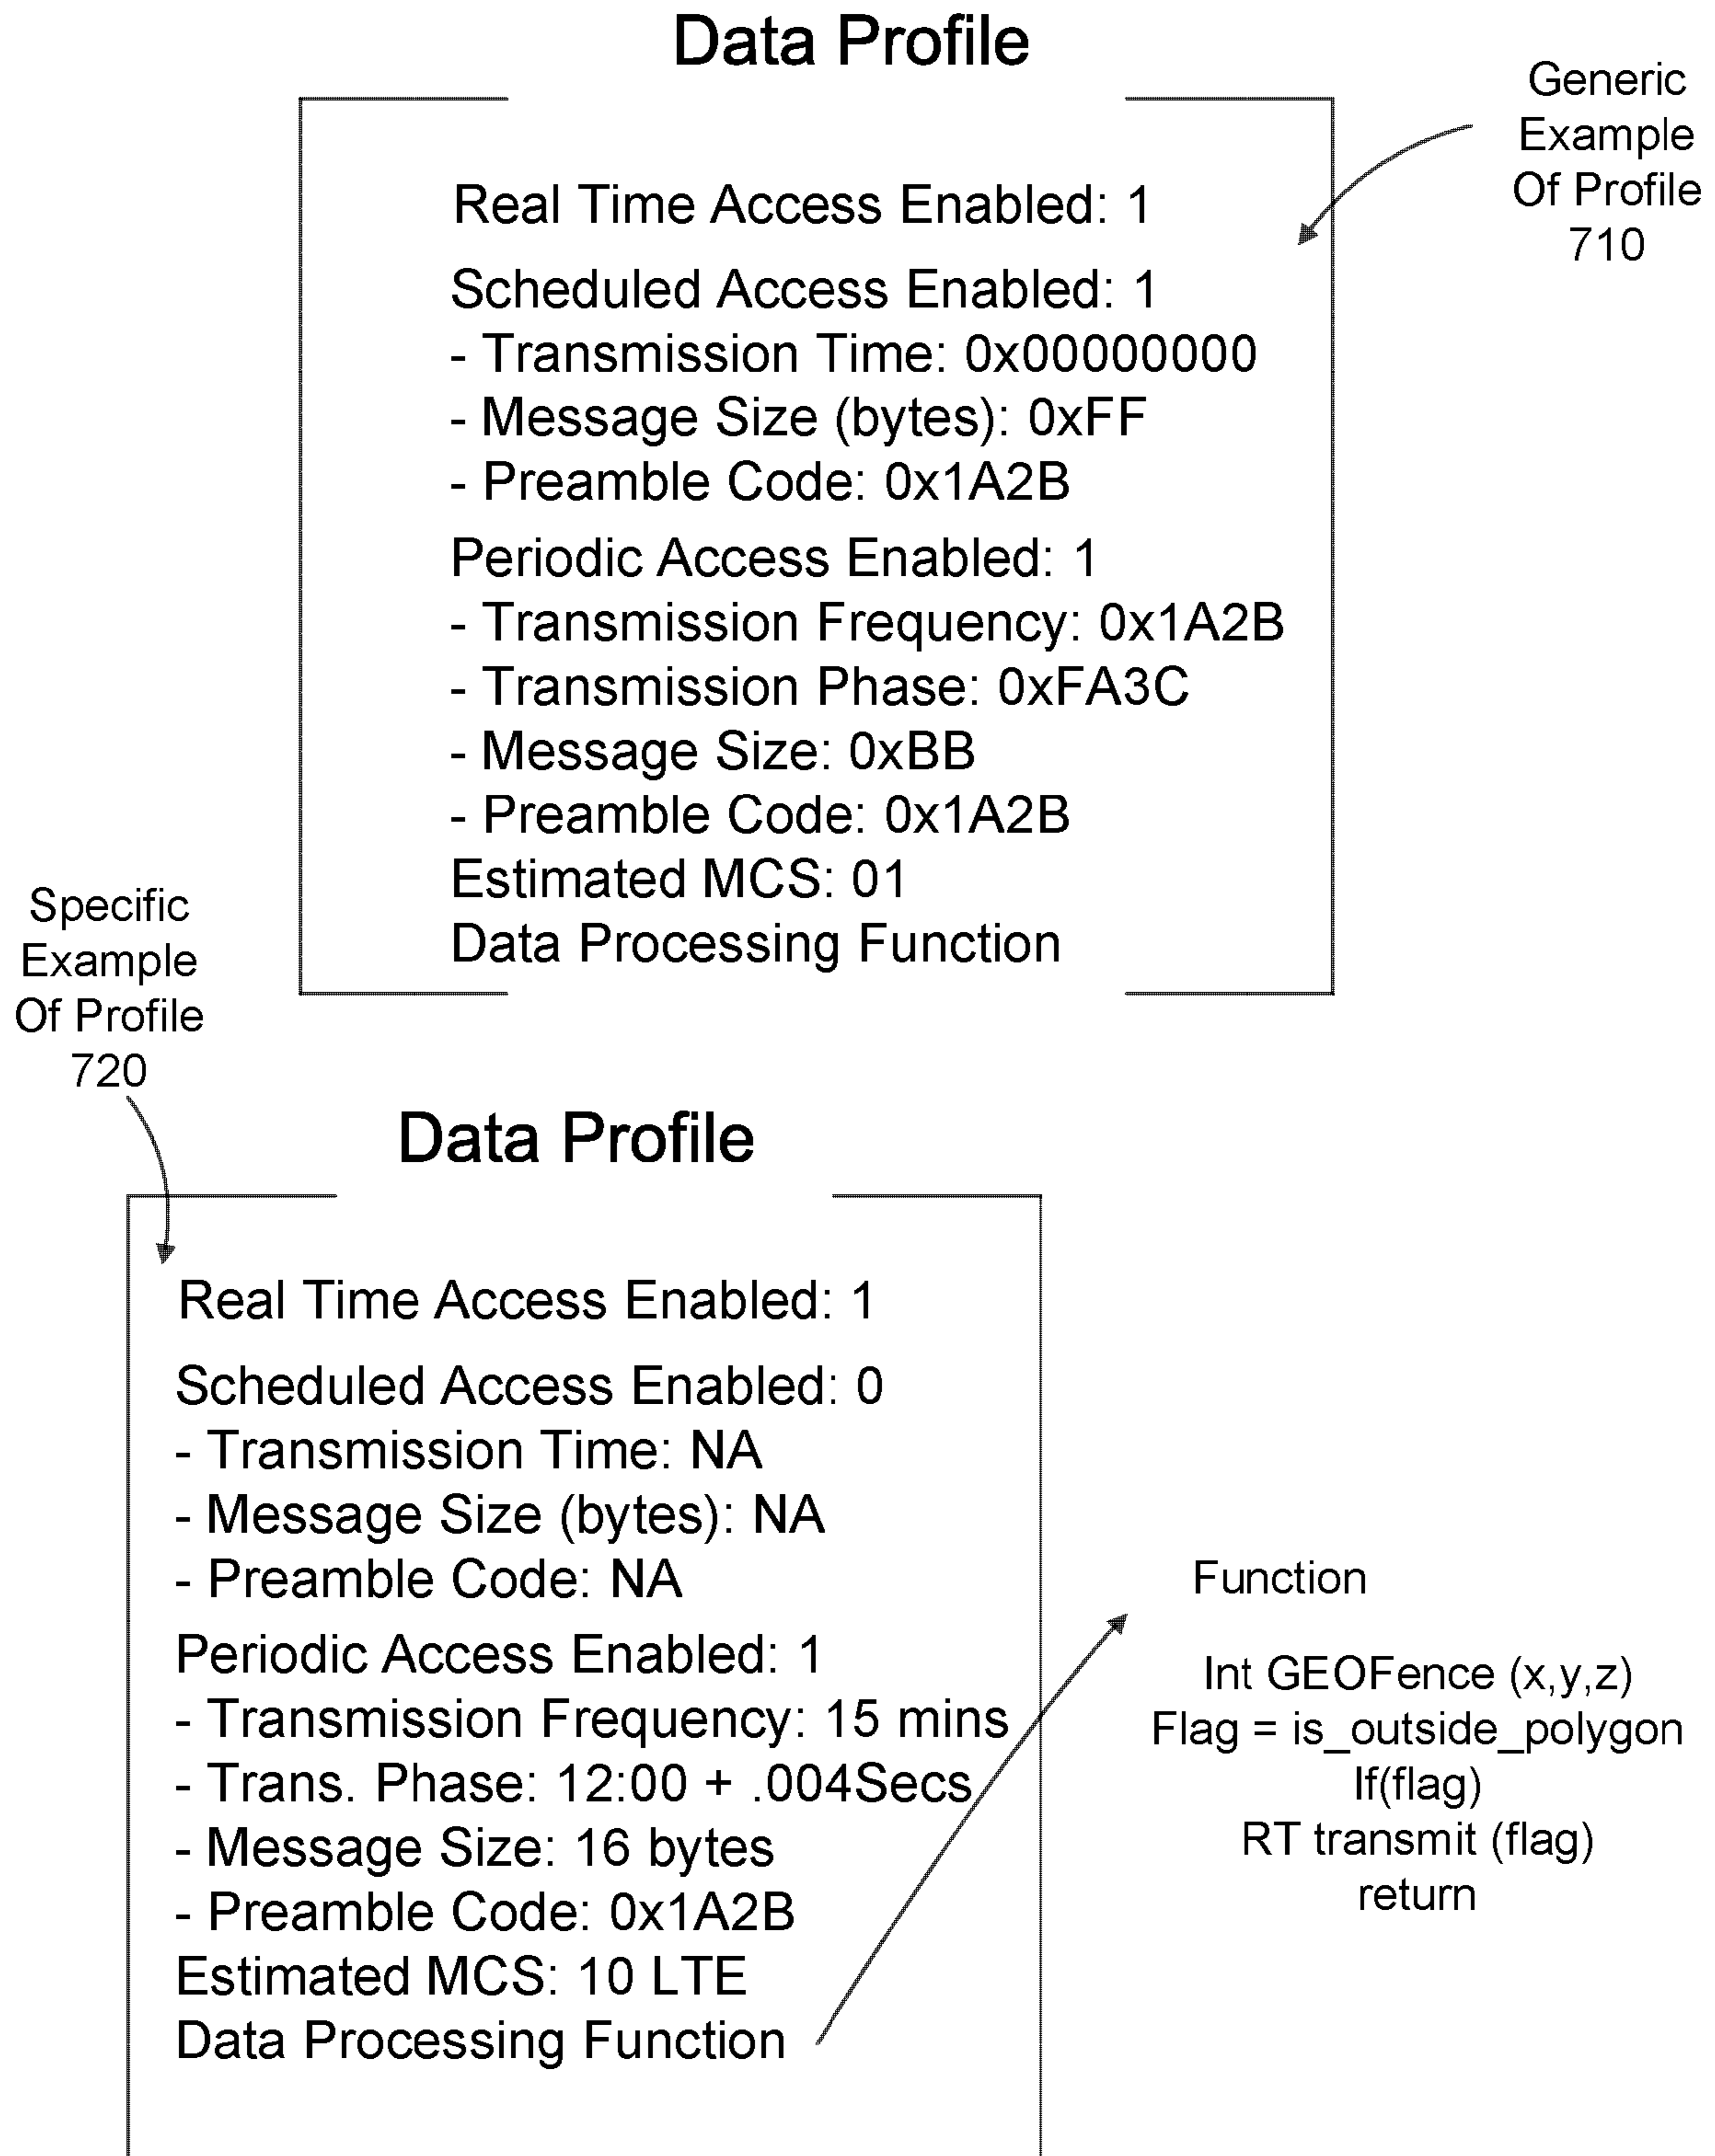 Data Profile
Generic
Example
Of Profile
710
Real Time Access Enabled: 1
Scheduled Access Enabled: 1
- Transmission Time: 0x00000000
- Message Size (bytes): 0xFF
- Preamble Code: 0x1A2B
Periodic Access Enabled: 1
- Transmission Frequency: 0x1A2B
- Transmission Phase: 0xFA3C
- Message Size: 0xBB
- Preamble Code: 0x1A2B
Estimated MCS: 01
Data Processing Function
Specific
Example
Of Profile
720
Data Profile
Real Time Access Enabled: 1
Scheduled Access Enabled: 0
- Transmission Time: NA
- Message Size (bytes): NA
- Preamble Code: NA
Periodic Access Enabled: 1
- Transmission Frequency: 15 mins
- Trans. Phase: 12:00 + .004Secs
- Message Size: 16 bytes
- Preamble Code: 0x1A2B
Estimated MCS: 10 LTE
Data Processing Function
Function
Int GEOFence (x,y,z)
Flag = is_outside_polygon
If(flag)
RT transmit (flag)
return